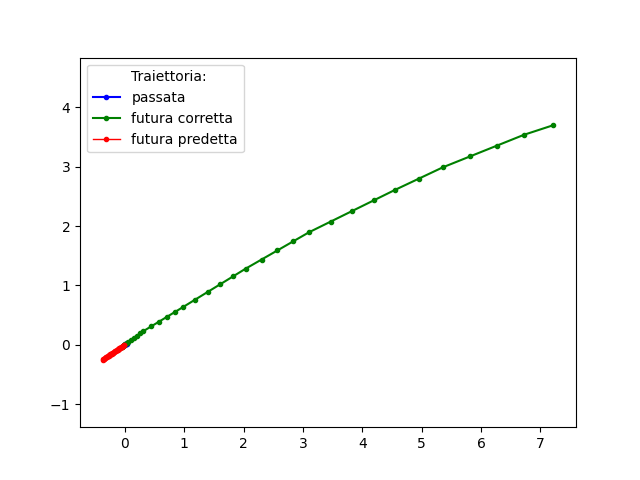 Traiettoria:
passata
futura corretta
futura predetta
4
3
2
1
0
−1
0 1 2 3 4 5 6 7